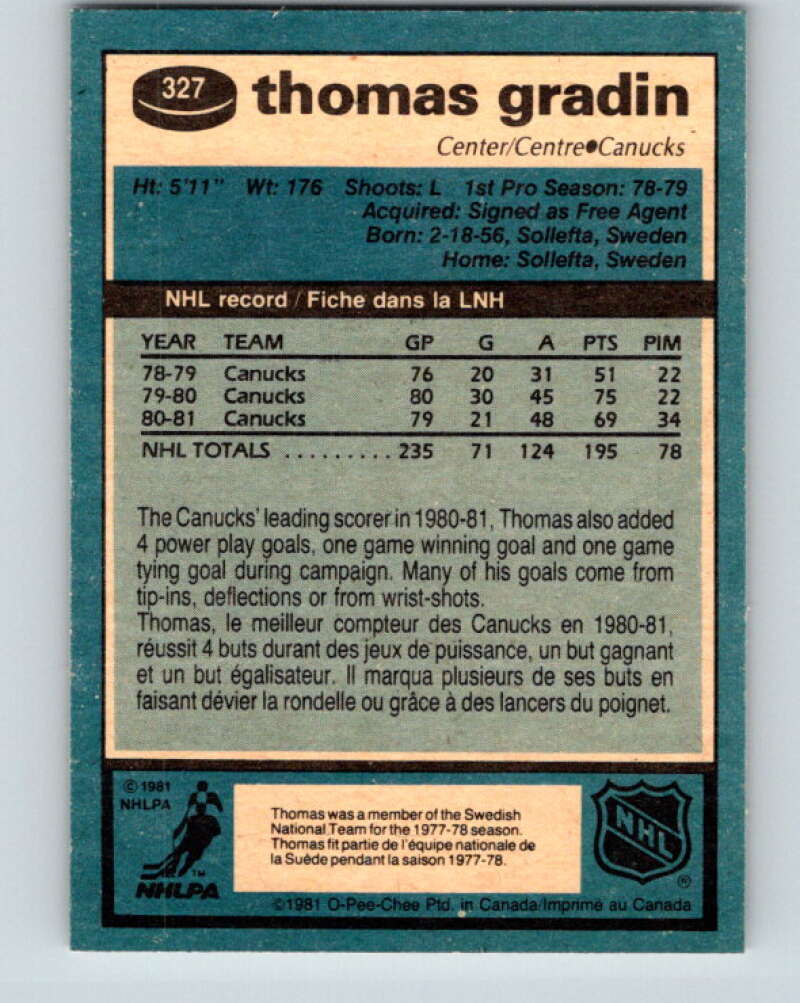 327 thomas gradin
Center/Centre•Canucks
Ht: 5'11" Wt: 176 Shoots: L 1st Pro Season: 78-79
Acquired: Signed as Free Agent
Born: 2-18-56, Sollefta, Sweden
Home: Sollefta, Sweden
NHL record / Fiche dans la LNH
YEAR TEAM GP G A PTS PIM
78-79 Canucks 76 20 31 51 22
79-80 Canucks 80 30 45 75 22
80-81 Canucks 79 21 48 69 34
NHL TOTALS ......... 235 71 124 195 78
The Canucks' leading scorer in 1980-81, Thomas also added
4 power play goals, one game winning goal and one game
tying goal during campaign. Many of his goals come from
tip-ins, deflections or from wrist-shots.
Thomas, le meilleur compteur des Canucks en 1980-81,
réussit 4 buts durant des jeux de puissance, un but gagnant
et un but égalisateur. Il marqua plusieurs de ses buts en
faisant dévier la rondelle ou grâce à des lancers du poignet.
© 1981
NHLPA
TM
NHLPA
Thomas was a member of the Swedish
National Team for the 1977-78 season.
Thomas fit partie de l'équipe nationale de
la Suéde pendant la saison 1977-78.
NHL
®
©1981 O-Pee-Chee Ptd. in Canada/Imprimé au Canada